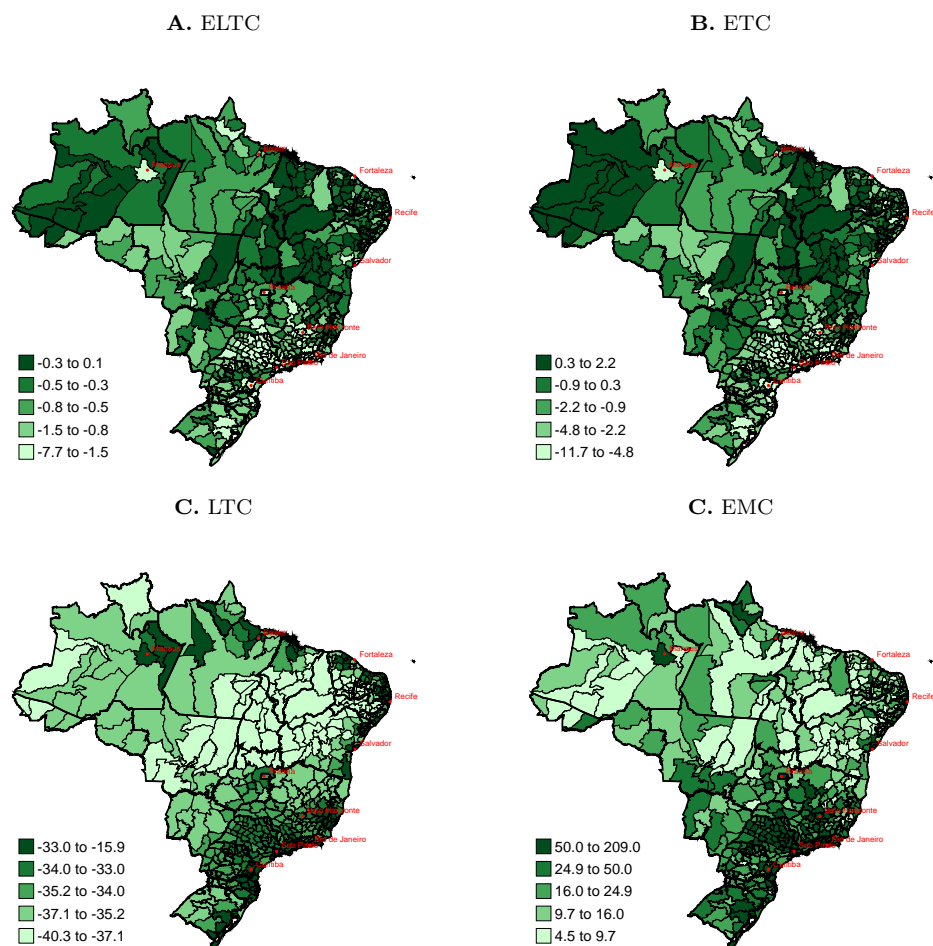 A. ELTC
B. ETC
Fortaleza
Recife
Salvador
-0.3 to 0.1
-0.5 to -0.3
-0.8 to -0.5
-1.5 to -0.8
-7.7 to -1.5
Fortaleza
Recife
Salvador
0.3 to 2.2
-0.9 to 0.3
-2.2 to -0.9
-4.8 to -2.2
-11.7 to -4.8
C. LTC
C. EMC
Fortaleza
Recife
Salvador
-33.0 to -15.9
-34.0 to -33.0
-35.2 to -34.0
-37.1 to -35.2
-40.3 to -37.1
Fortaleza
Recife
Salvador
50.0 to 209.0
24.9 to 50.0
16.0 to 24.9
9.7 to 16.0
4.5 to 9.7